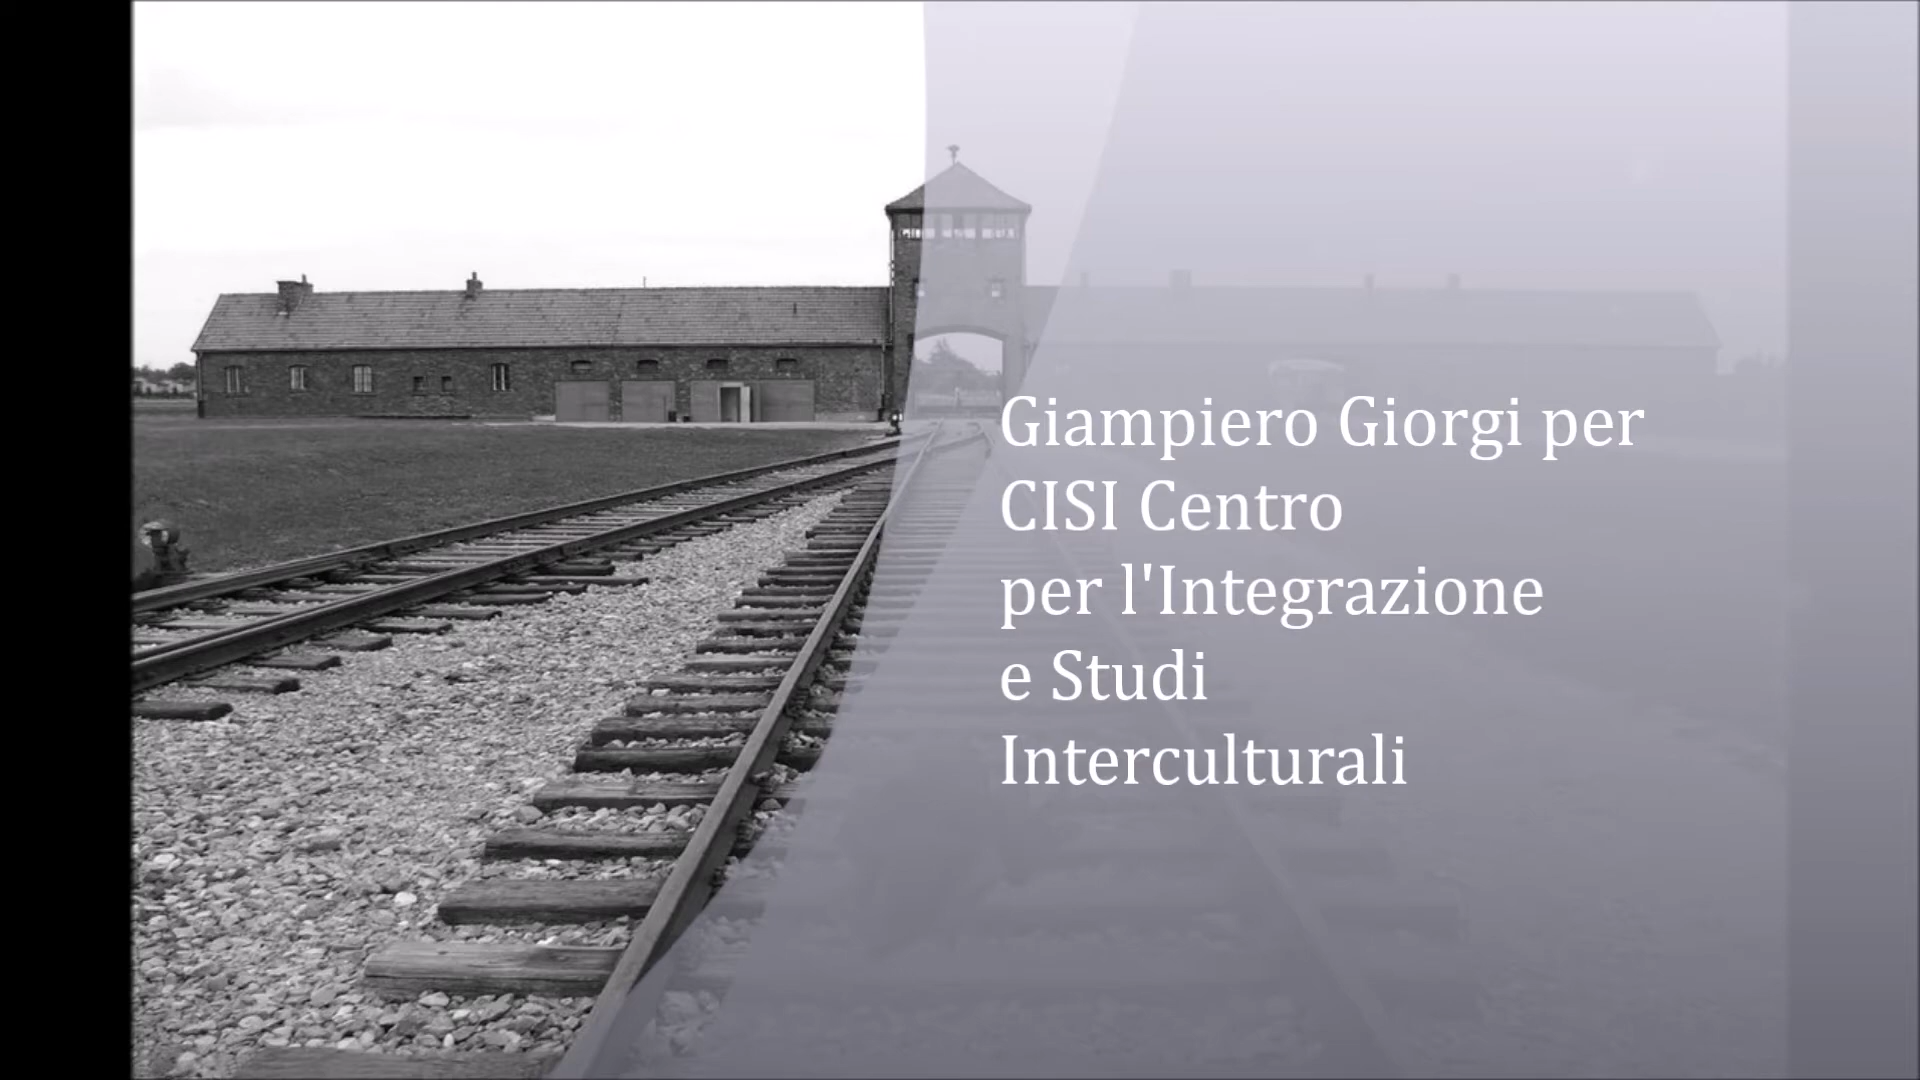 Giampiero Giorgi per
CISI Centro
per l'Integrazione
e Studi
Interculturali